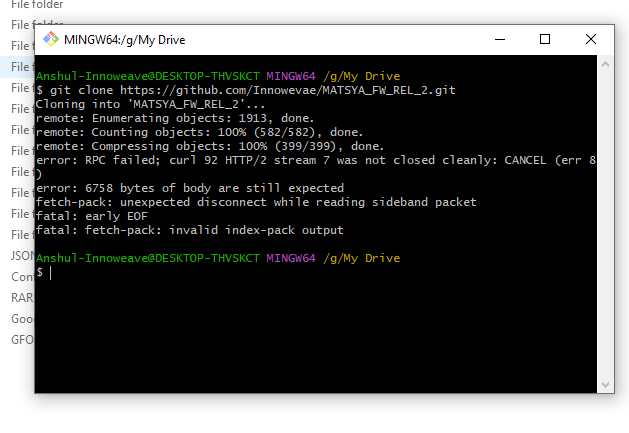 File folder
File
MINGW64:/g/My Drive
File
File f
Anshul-Innoweave@DESKTOP-THVSKCT MINGW64 /g/My Drive
File
$ git clone https://github.com/Innowevae/MATSYA_FW_REL_2.git
Cloning into 'MATSYA_FW_REL_2'...
File
remote: Enumerating objects: 1913, done.
File
remote: Counting objects: 100% (582/582), done.
remote: Compressing objects: 100% (399/399), done.
File
error: RPC failed; curl 92 HTTP/2 stream 7 was not closed cleanly: CANCEL (err 8
)
File
error: 6758 bytes of body are still expected
File
fetch-pack: unexpected disconnect while reading sideband packet
File
fatal: early EOF
fatal: fetch-pack: invalid index-pack output
File
JSON
Anshul-Innoweave@DESKTOP-THVSKCT MINGW64 /g/My Drive
$
Con
RAR
Goo
GFO